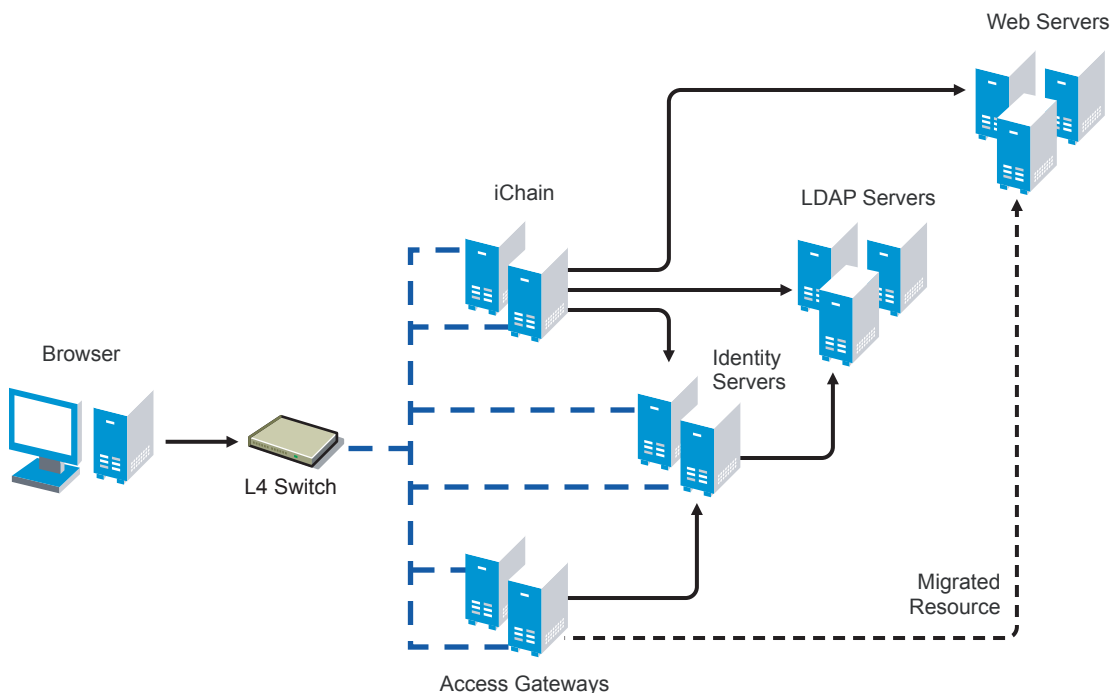 Web Servers
iChain
LDAP Servers
Browser
Identity
Servers
L4 Switch
Migrated
Resource
Access Gateways